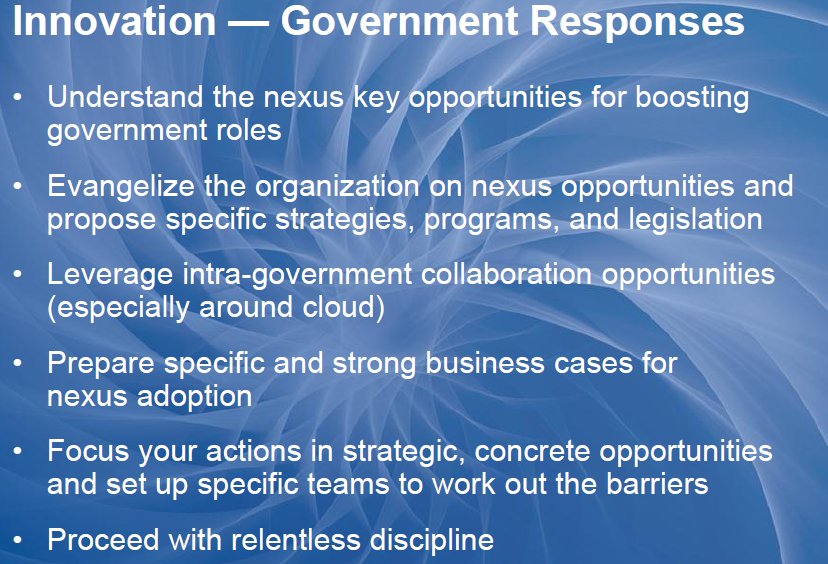 Innovation — Government Responses
• Understand the nexus key opportunities for boosting
government roles
• Evangelize the organization on nexus opportunities and
propose specific strategies, programs, and legislation
• Leverage intra-government collaboration opportunities
(especially around cloud)
• Prepare specific and strong business cases for
nexus adoption
• Focus your actions in strategic, concrete opportunities
and set up specific teams to work out the barriers
• Proceed with relentless discipline